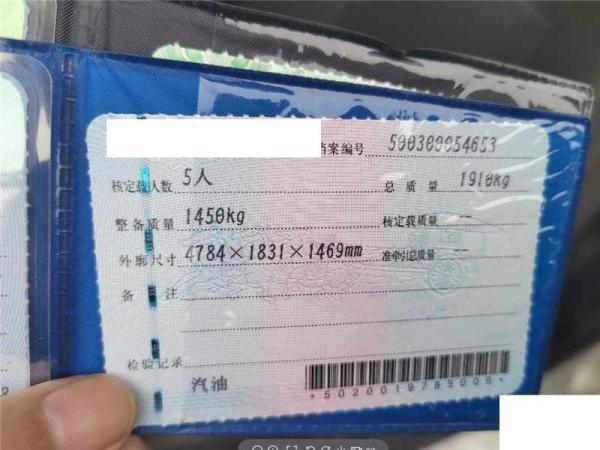 档案编号 500300054653
核定载人数 5人 总质量 1910kg
整备质量 1450kg 核定载质量 --
外廓尺寸 4784×1831×1469mm 准牵引总质量 --
备注
检验记录
汽油
*5020019785006*